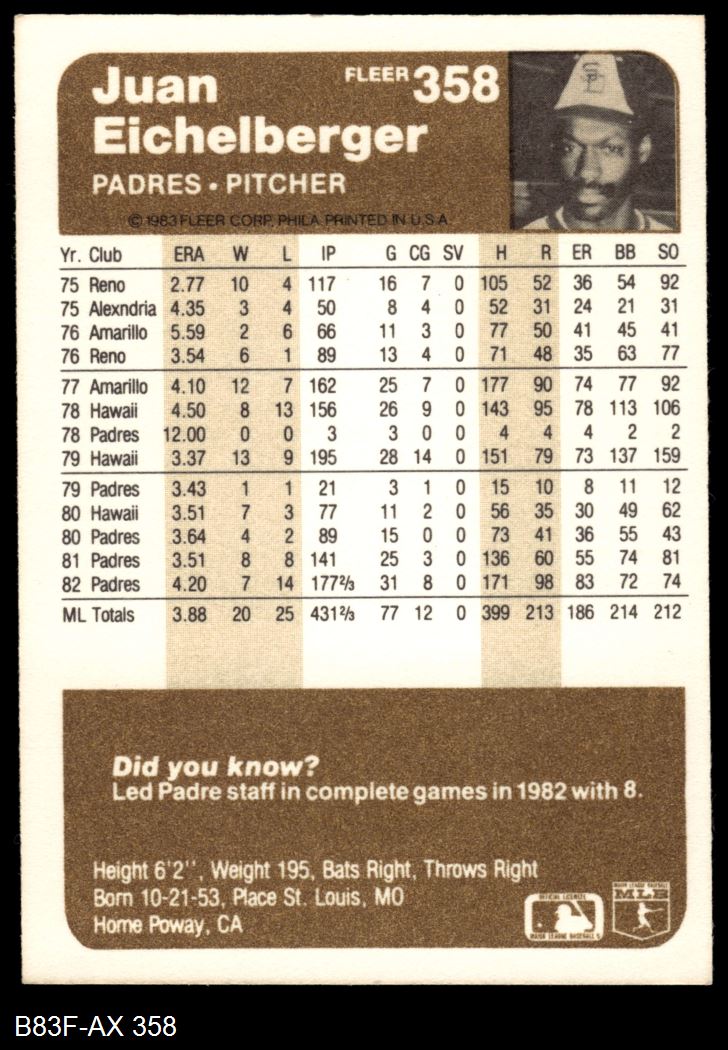 Juan
FLEER 358
Eichelberger
PADRES • PITCHER
© 1983 FLEER CORP. PHILA. PRINTED IN U.S.A.
Yr. Club ERA W L IP G CG SV H R ER BB SO
75 Reno 2.77 10 4 117 16 7 0 105 52 36 54 92
75 Alexndria 4.35 3 4 50 8 4 0 52 31 24 21 31
76 Amarillo 5.59 2 6 66 11 3 0 77 50 41 45 41
76 Reno 3.54 6 1 89 13 4 0 71 48 35 63 77
77 Amarillo 4.10 12 7 162 25 7 0 177 90 74 77 92
78 Hawaii 4.50 8 13 156 26 9 0 143 95 78 113 106
78 Padres 12.00 0 0 3 3 0 0 4 4 4 2 2
79 Hawaii 3.37 13 9 195 28 14 0 151 79 73 137 159
79 Padres 3.43 1 1 21 3 1 0 15 10 8 11 12
80 Hawaii 3.51 7 3 77 11 2 0 56 35 30 49 62
80 Padres 3.64 4 2 89 15 0 0 73 41 36 55 43
81 Padres 3.51 8 8 141 25 3 0 136 60 55 74 81
82 Padres 4.20 7 14 177⅔ 31 8 0 171 98 83 72 74
ML Totals 3.88 20 25 431⅔ 77 12 0 399 213 186 214 212
Did you know?
Led Padre staff in complete games in 1982 with 8.
Height 6'2'', Weight 195, Bats Right, Throws Right
Born 10-21-53, Place St. Louis, MO
Home Poway, CA
OFFICIAL LICENSEE
MAJOR LEAGUE BASEBALL
MAJOR LEAGUE BASEBALL
B83F-AX 358